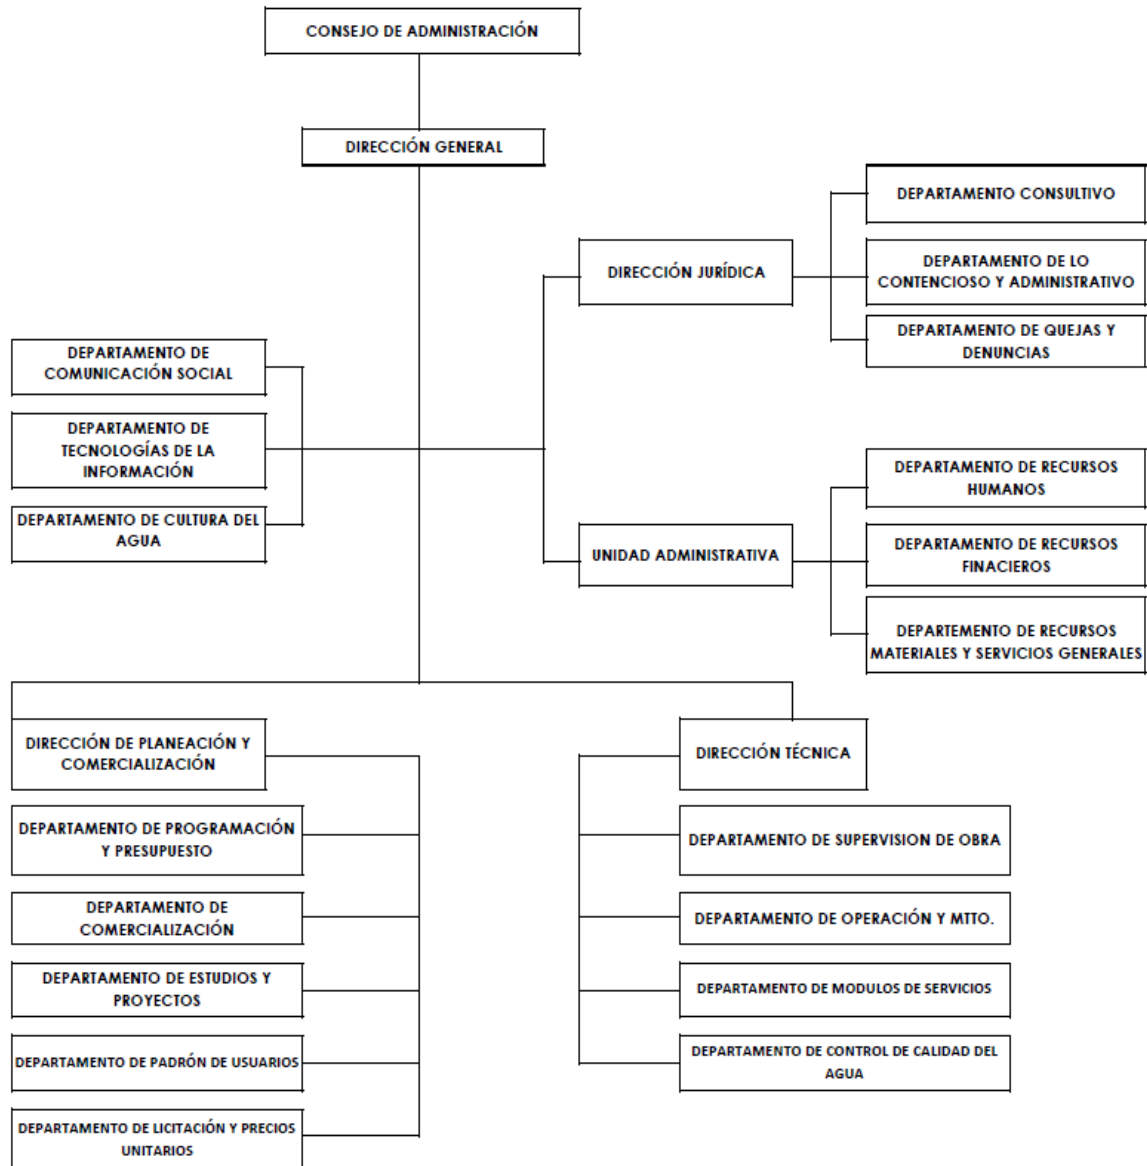 CONSEJO DE ADMINISTRACIÓN
DIRECCIÓN GENERAL
DEPARTAMENTO CONSULTIVO
DIRECCIÓN JURÍDICA
DEPARTAMENTO DE LO
CONTENCIOSO Y ADMINISTRATIVO
DEPARTAMENTO DE QUEJAS Y
DENUNCIAS
DEPARTAMENTO DE
COMUNICACIÓN SOCIAL
DEPARTAMENTO DE
TECNOLOGÍAS DE LA
INFORMACIÓN
DEPARTAMENTO DE CULTURA DEL
AGUA
DEPARTAMENTO DE RECURSOS
HUMANOS
UNIDAD ADMINISTRATIVA
DEPARTAMENTO DE RECURSOS
FINACIEROS
DEPARTEMENTO DE RECURSOS
MATERIALES Y SERVICIOS GENERALES
DIRECCIÓN DE PLANEACIÓN Y
COMERCIALIZACIÓN
DEPARTAMENTO DE PROGRAMACIÓN
Y PRESUPUESTO
DEPARTAMENTO DE
COMERCIALIZACIÓN
DEPARTAMENTO DE ESTUDIOS Y
PROYECTOS
DEPARTAMENTO DE PADRÓN DE USUARIOS
DEPARTAMENTO DE LICITACIÓN Y PRECIOS
UNITARIOS
DIRECCIÓN TÉCNICA
DEPARTAMENTO DE SUPERVISION DE OBRA
DEPARTAMENTO DE OPERACIÓN Y MTTO.
DEPARTAMENTO DE MODULOS DE SERVICIOS
DEPARTAMENTO DE CONTROL DE CALIDAD DEL
AGUA